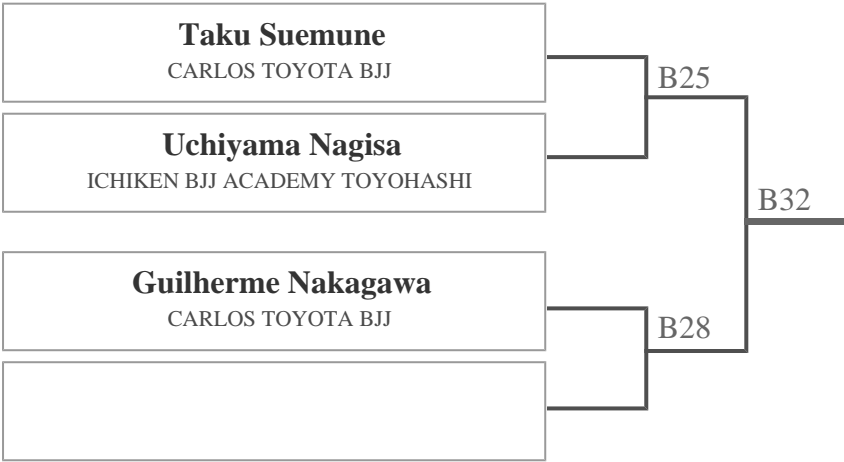 Taku Suemune
CARLOS TOYOTA BJJ
B25
Uchiyama Nagisa
ICHIKEN BJJ ACADEMY TOYOHASHI
B32
Guilherme Nakagawa
CARLOS TOYOTA BJJ
B28